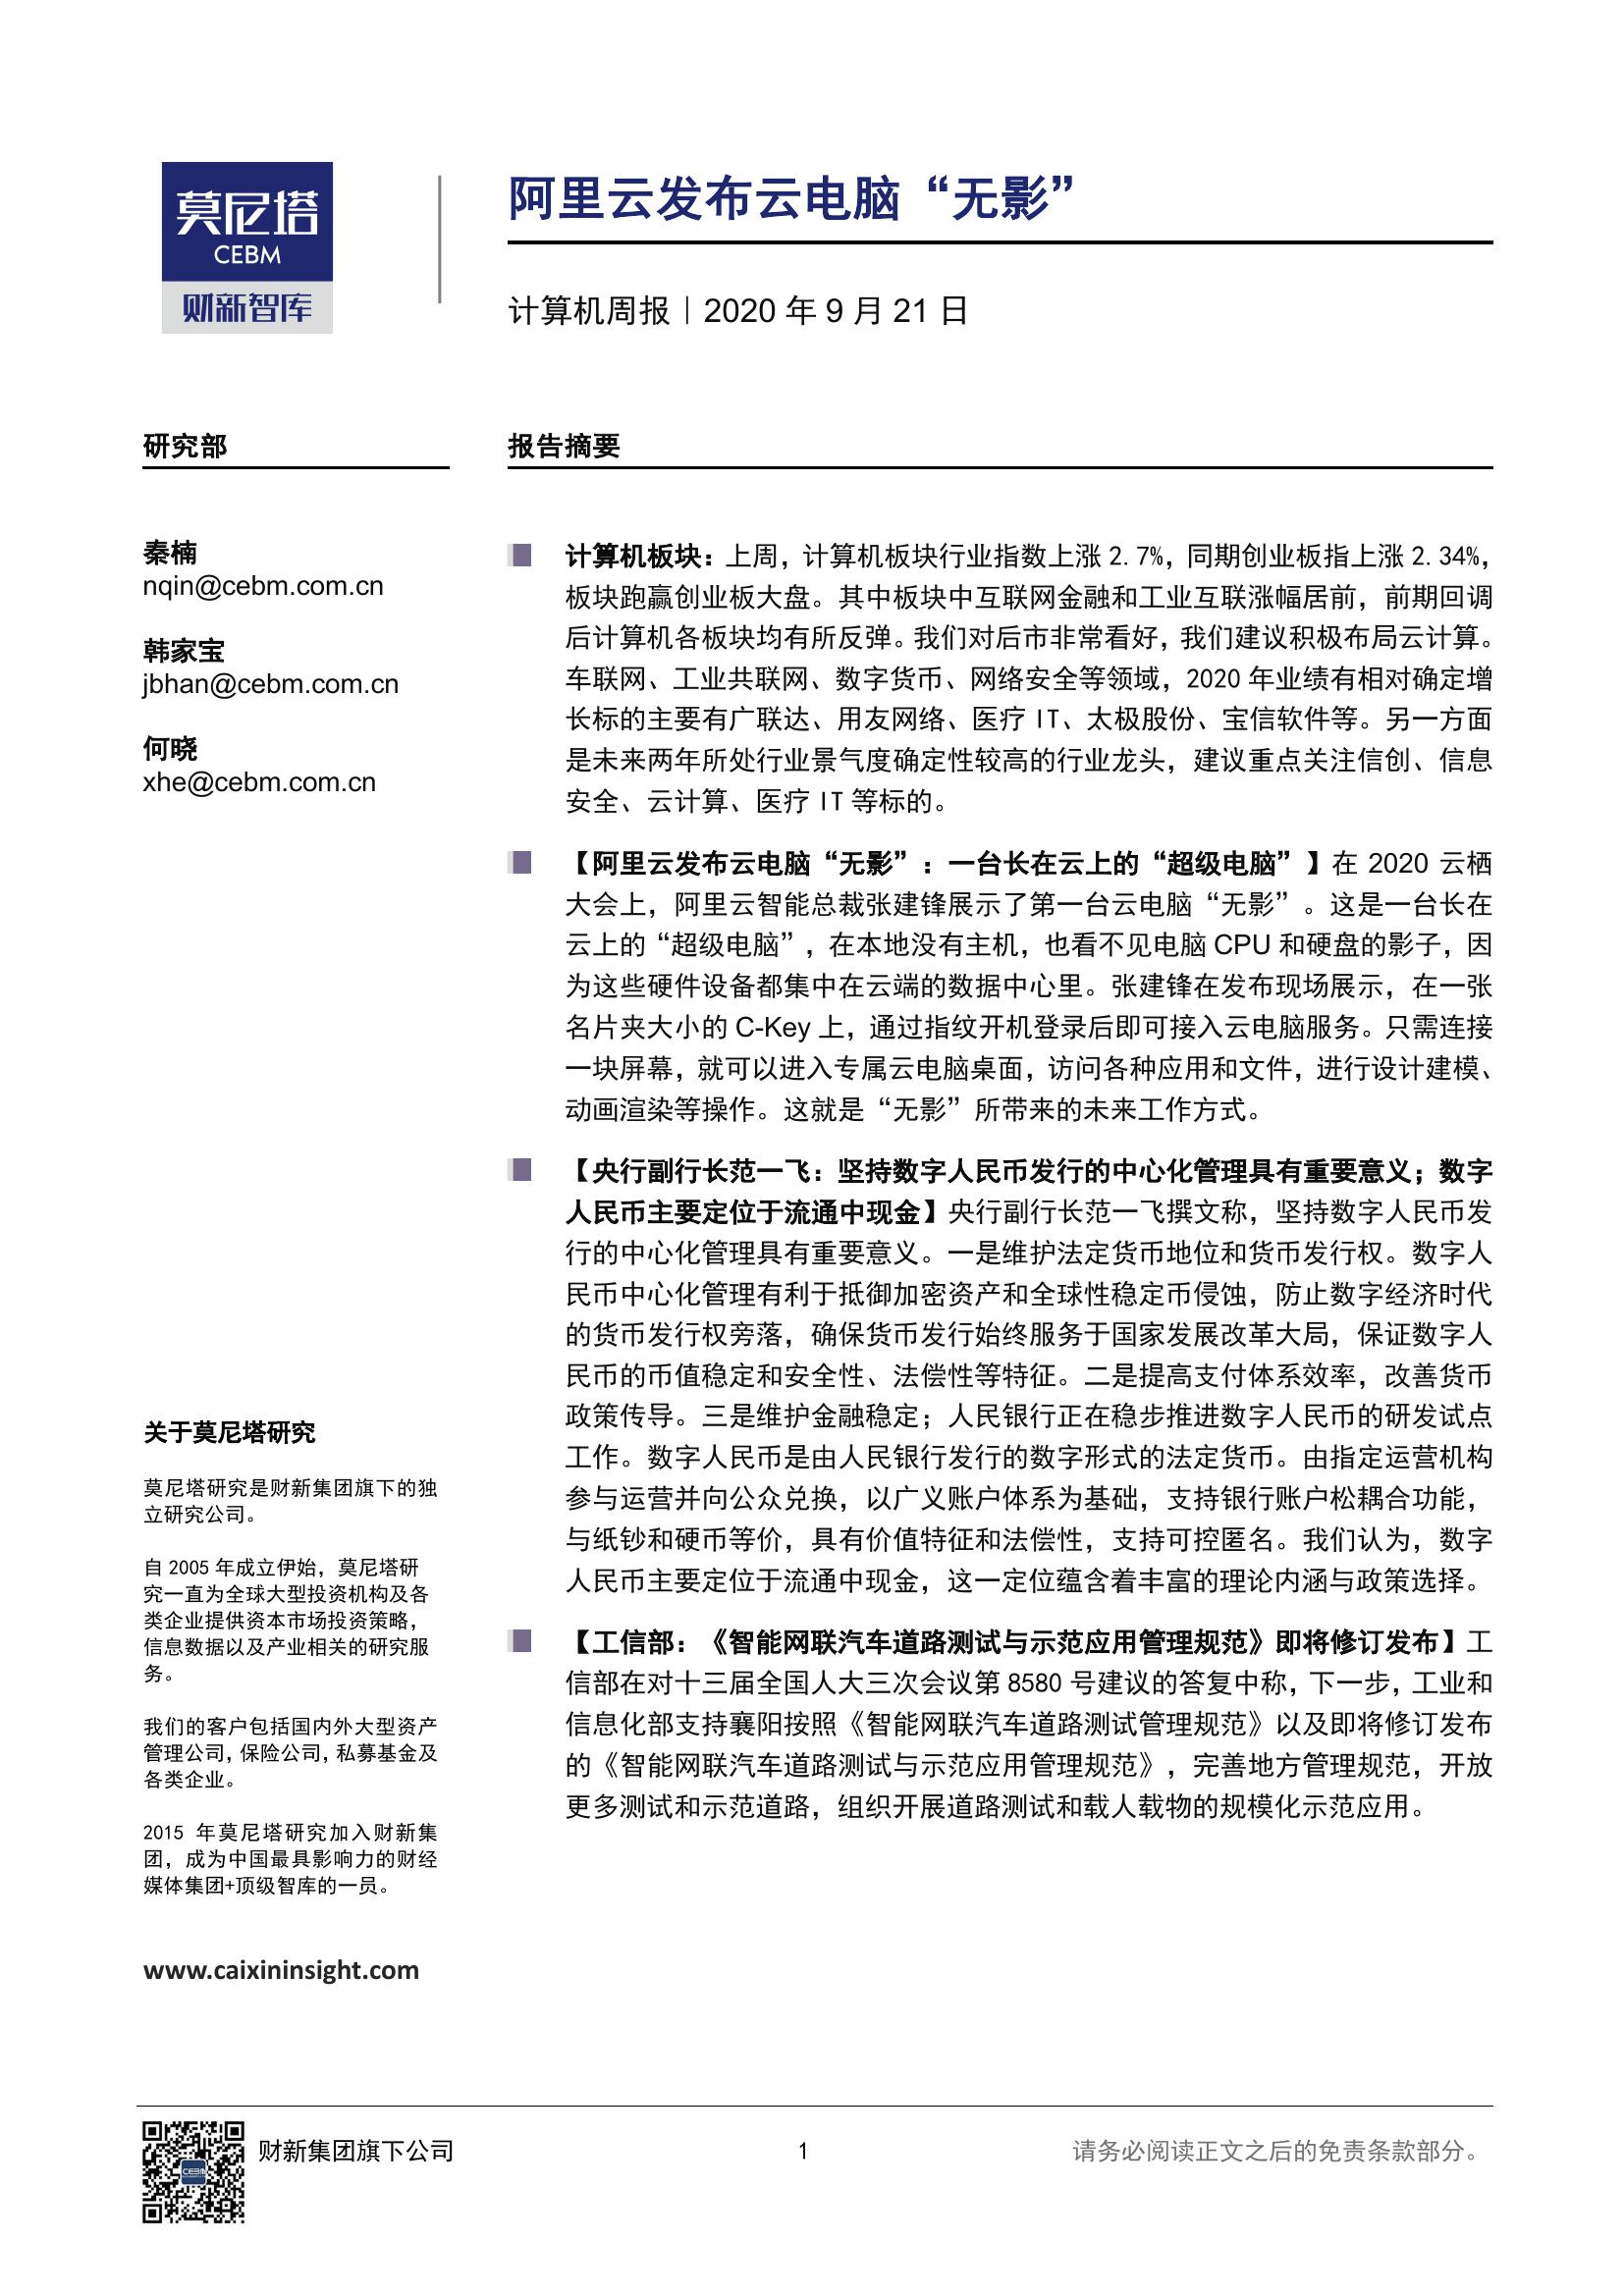 莫尼塔
CEBM
财新智库
阿里云发布云电脑“无影”
计算机周报｜2020 年 9 月 21 日
研究部
秦楠
nqin@cebm.com.cn
韩家宝
jbhan@cebm.com.cn
何晓
xhe@cebm.com.cn
关于莫尼塔研究
莫尼塔研究是财新集团旗下的独
立研究公司。
自 2005 年成立伊始，莫尼塔研
究一直为全球大型投资机构及各
类企业提供资本市场投资策略，
信息数据以及产业相关的研究服
务。
我们的客户包括国内外大型资产
管理公司，保险公司，私募基金及
各类企业。
2015 年莫尼塔研究加入财新集
团，成为中国最具影响力的财经
媒体集团+顶级智库的一员。
www.caixininsight.com
报告摘要
计算机板块：上周，计算机板块行业指数上涨 2.7%，同期创业板指上涨 2.34%，
板块跑赢创业板大盘。其中板块中互联网金融和工业互联涨幅居前，前期回调
后计算机各板块均有所反弹。我们对后市非常看好，我们建议积极布局云计算。
车联网、工业共联网、数字货币、网络安全等领域，2020 年业绩有相对确定增
长标的主要有广联达、用友网络、医疗 IT、太极股份、宝信软件等。另一方面
是未来两年所处行业景气度确定性较高的行业龙头，建议重点关注信创、信息
安全、云计算、医疗 IT 等标的。
【阿里云发布云电脑“无影”：一台长在云上的“超级电脑”】在 2020 云栖
大会上，阿里云智能总裁张建锋展示了第一台云电脑“无影”。这是一台长在
云上的“超级电脑”，在本地没有主机，也看不见电脑 CPU 和硬盘的影子，因
为这些硬件设备都集中在云端的数据中心里。张建锋在发布现场展示，在一张
名片夹大小的 C-Key 上，通过指纹开机登录后即可接入云电脑服务。只需连接
一块屏幕，就可以进入专属云电脑桌面，访问各种应用和文件，进行设计建模、
动画渲染等操作。这就是“无影”所带来的未来工作方式。
【央行副行长范一飞：坚持数字人民币发行的中心化管理具有重要意义；数字
人民币主要定位于流通中现金】央行副行长范一飞撰文称，坚持数字人民币发
行的中心化管理具有重要意义。一是维护法定货币地位和货币发行权。数字人
民币中心化管理有利于抵御加密资产和全球性稳定币侵蚀，防止数字经济时代
的货币发行权旁落，确保货币发行始终服务于国家发展改革大局，保证数字人
民币的币值稳定和安全性、法偿性等特征。二是提高支付体系效率，改善货币
政策传导。三是维护金融稳定；人民银行正在稳步推进数字人民币的研发试点
工作。数字人民币是由人民银行发行的数字形式的法定货币。由指定运营机构
参与运营并向公众兑换，以广义账户体系为基础，支持银行账户松耦合功能，
与纸钞和硬币等价，具有价值特征和法偿性，支持可控匿名。我们认为，数字
人民币主要定位于流通中现金，这一定位蕴含着丰富的理论内涵与政策选择。
【工信部：《智能网联汽车道路测试与示范应用管理规范》即将修订发布】工
信部在对十三届全国人大三次会议第 8580 号建议的答复中称，下一步，工业和
信息化部支持襄阳按照《智能网联汽车道路测试管理规范》以及即将修订发布
的《智能网联汽车道路测试与示范应用管理规范》，完善地方管理规范，开放
更多测试和示范道路，组织开展道路测试和载人载物的规模化示范应用。
CEBM
财新集团旗下公司
1
请务必阅读正文之后的免责条款部分。